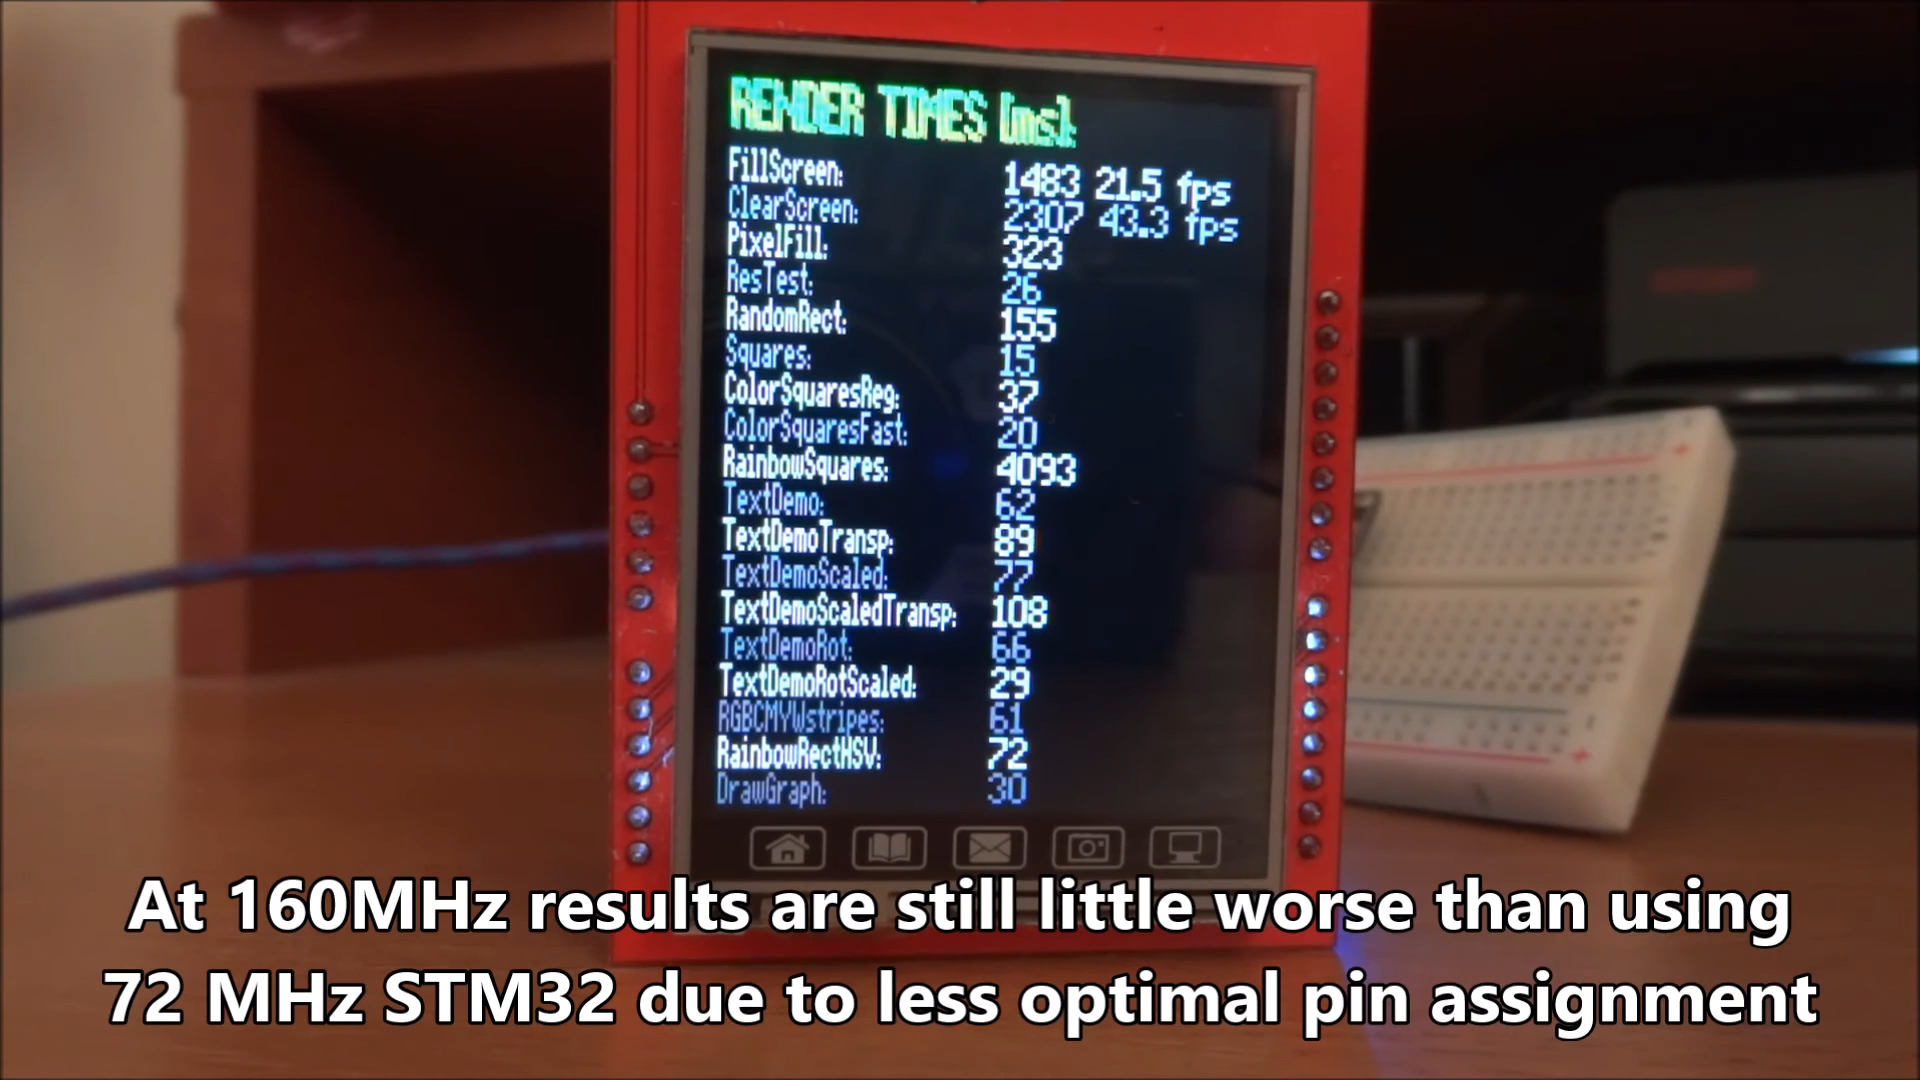 RENDER TIMES [ms]:
FillScreen: 1483 21.5 fps
ClearScreen: 2307 43.3 fps
PixelFill: 323
ResTest: 26
RandomRect: 155
Squares: 15
ColorSquaresReg: 37
ColorSquaresFast: 20
RainbowSquares: 4093
TextDemo: 62
TextDemoTransp: 89
TextDemoScaled: 77
TextDemoScaledTransp: 108
TextDemoRot: 66
TextDemoRotScaled: 29
RGBCMYWstripes: 61
RainbowRectHSV: 72
DrawGraph: 30
At 160MHz results are still little worse than using
72 MHz STM32 due to less optimal pin assignment